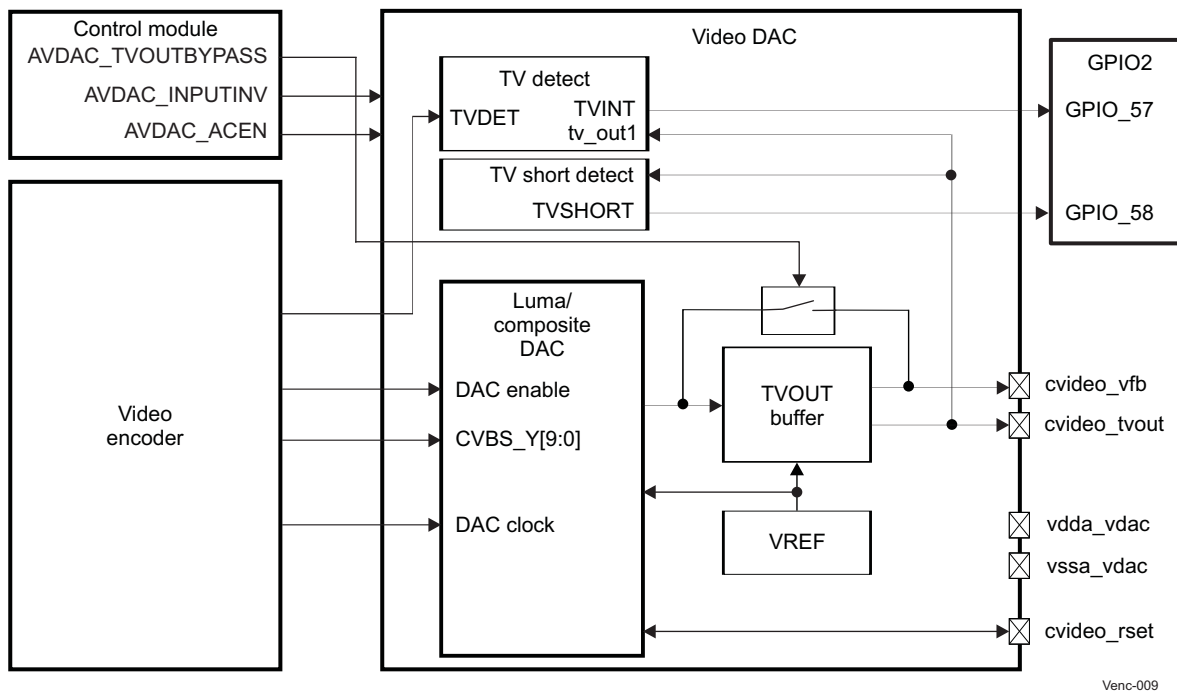 Control module
AVDAC_TVOUTBYPASS
AVDAC_INPUTINV
AVDAC_ACEN
Video DAC
TV detect
TVDET
TVINT
tv_out1
TV short detect
TVSHORT
GPIO2
GPIO_57
GPIO_58
Video
encoder
Luma/
composite
DAC
DAC enable
CVBS_Y[9:0]
DAC clock
TVOUT
buffer
VREF
cvideo_vfb
cvideo_tvout
vdda_vdac
vssa_vdac
cvideo_rset
Venc-009